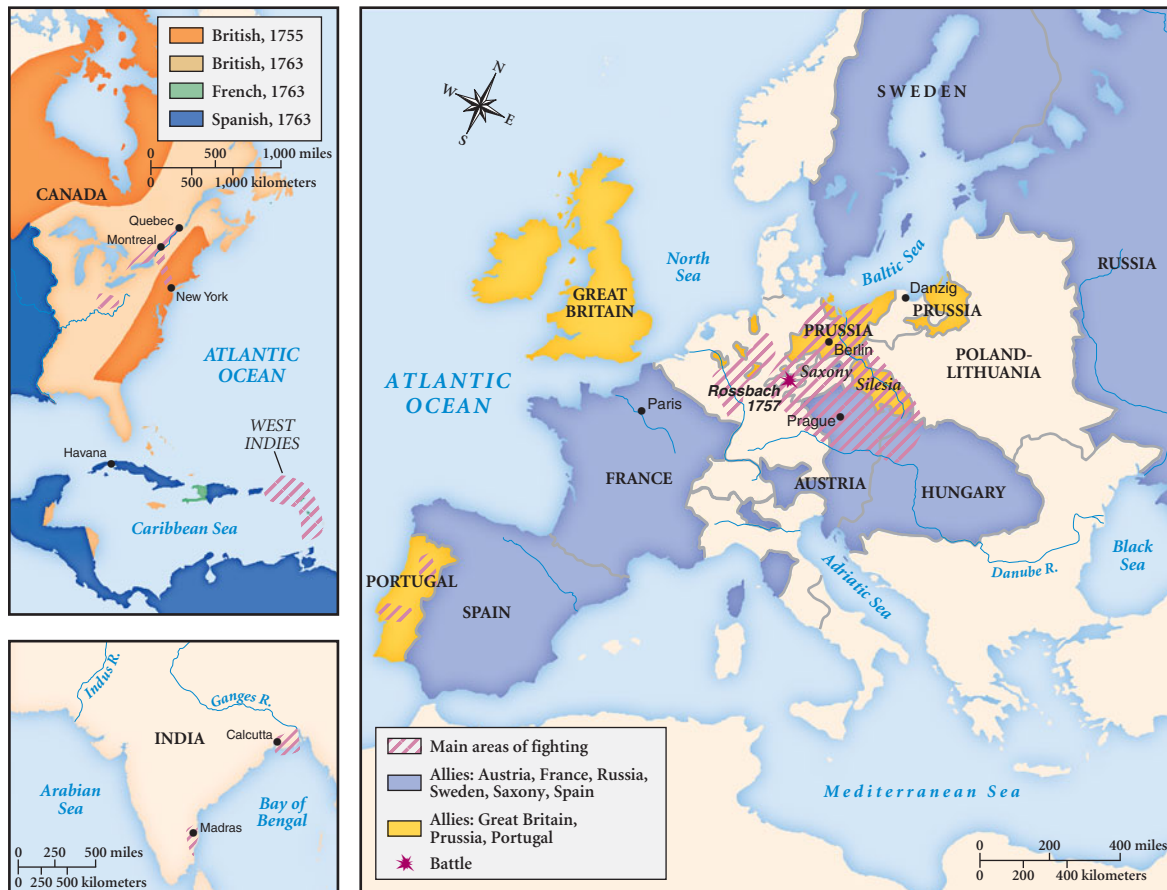 British, 1755
British, 1763
French, 1763
Spanish, 1763
0 500 1,000 miles
0 500 1,000 kilometers
CANADA
Quebec
Montreal
New York
ATLANTIC
OCEAN
WEST
INDIES
Havana
Caribbean Sea
Indus R.
Ganges R.
INDIA
Calcutta
Arabian
Sea
Bay of
Bengal
Madras
0 250 500 miles
0 250 500 kilometers
N
W
E
S
SWEDEN
RUSSIA
North
Sea
Baltic Sea
GREAT
BRITAIN
Danzig
PRUSSIA
PRUSSIA
Berlin
POLAND-
LITHUANIA
Saxony
Silesia
Rossbach
1757
ATLANTIC
OCEAN
Paris
Prague
FRANCE
AUSTRIA
HUNGARY
Black
Sea
Danube R.
Adriatic Sea
PORTUGAL
SPAIN
Mediterranean Sea
Main areas of fighting
Allies: Austria, France, Russia,
Sweden, Saxony, Spain
Allies: Great Britain,
Prussia, Portugal
Battle
0 200 400 miles
0 200 400 kilometers